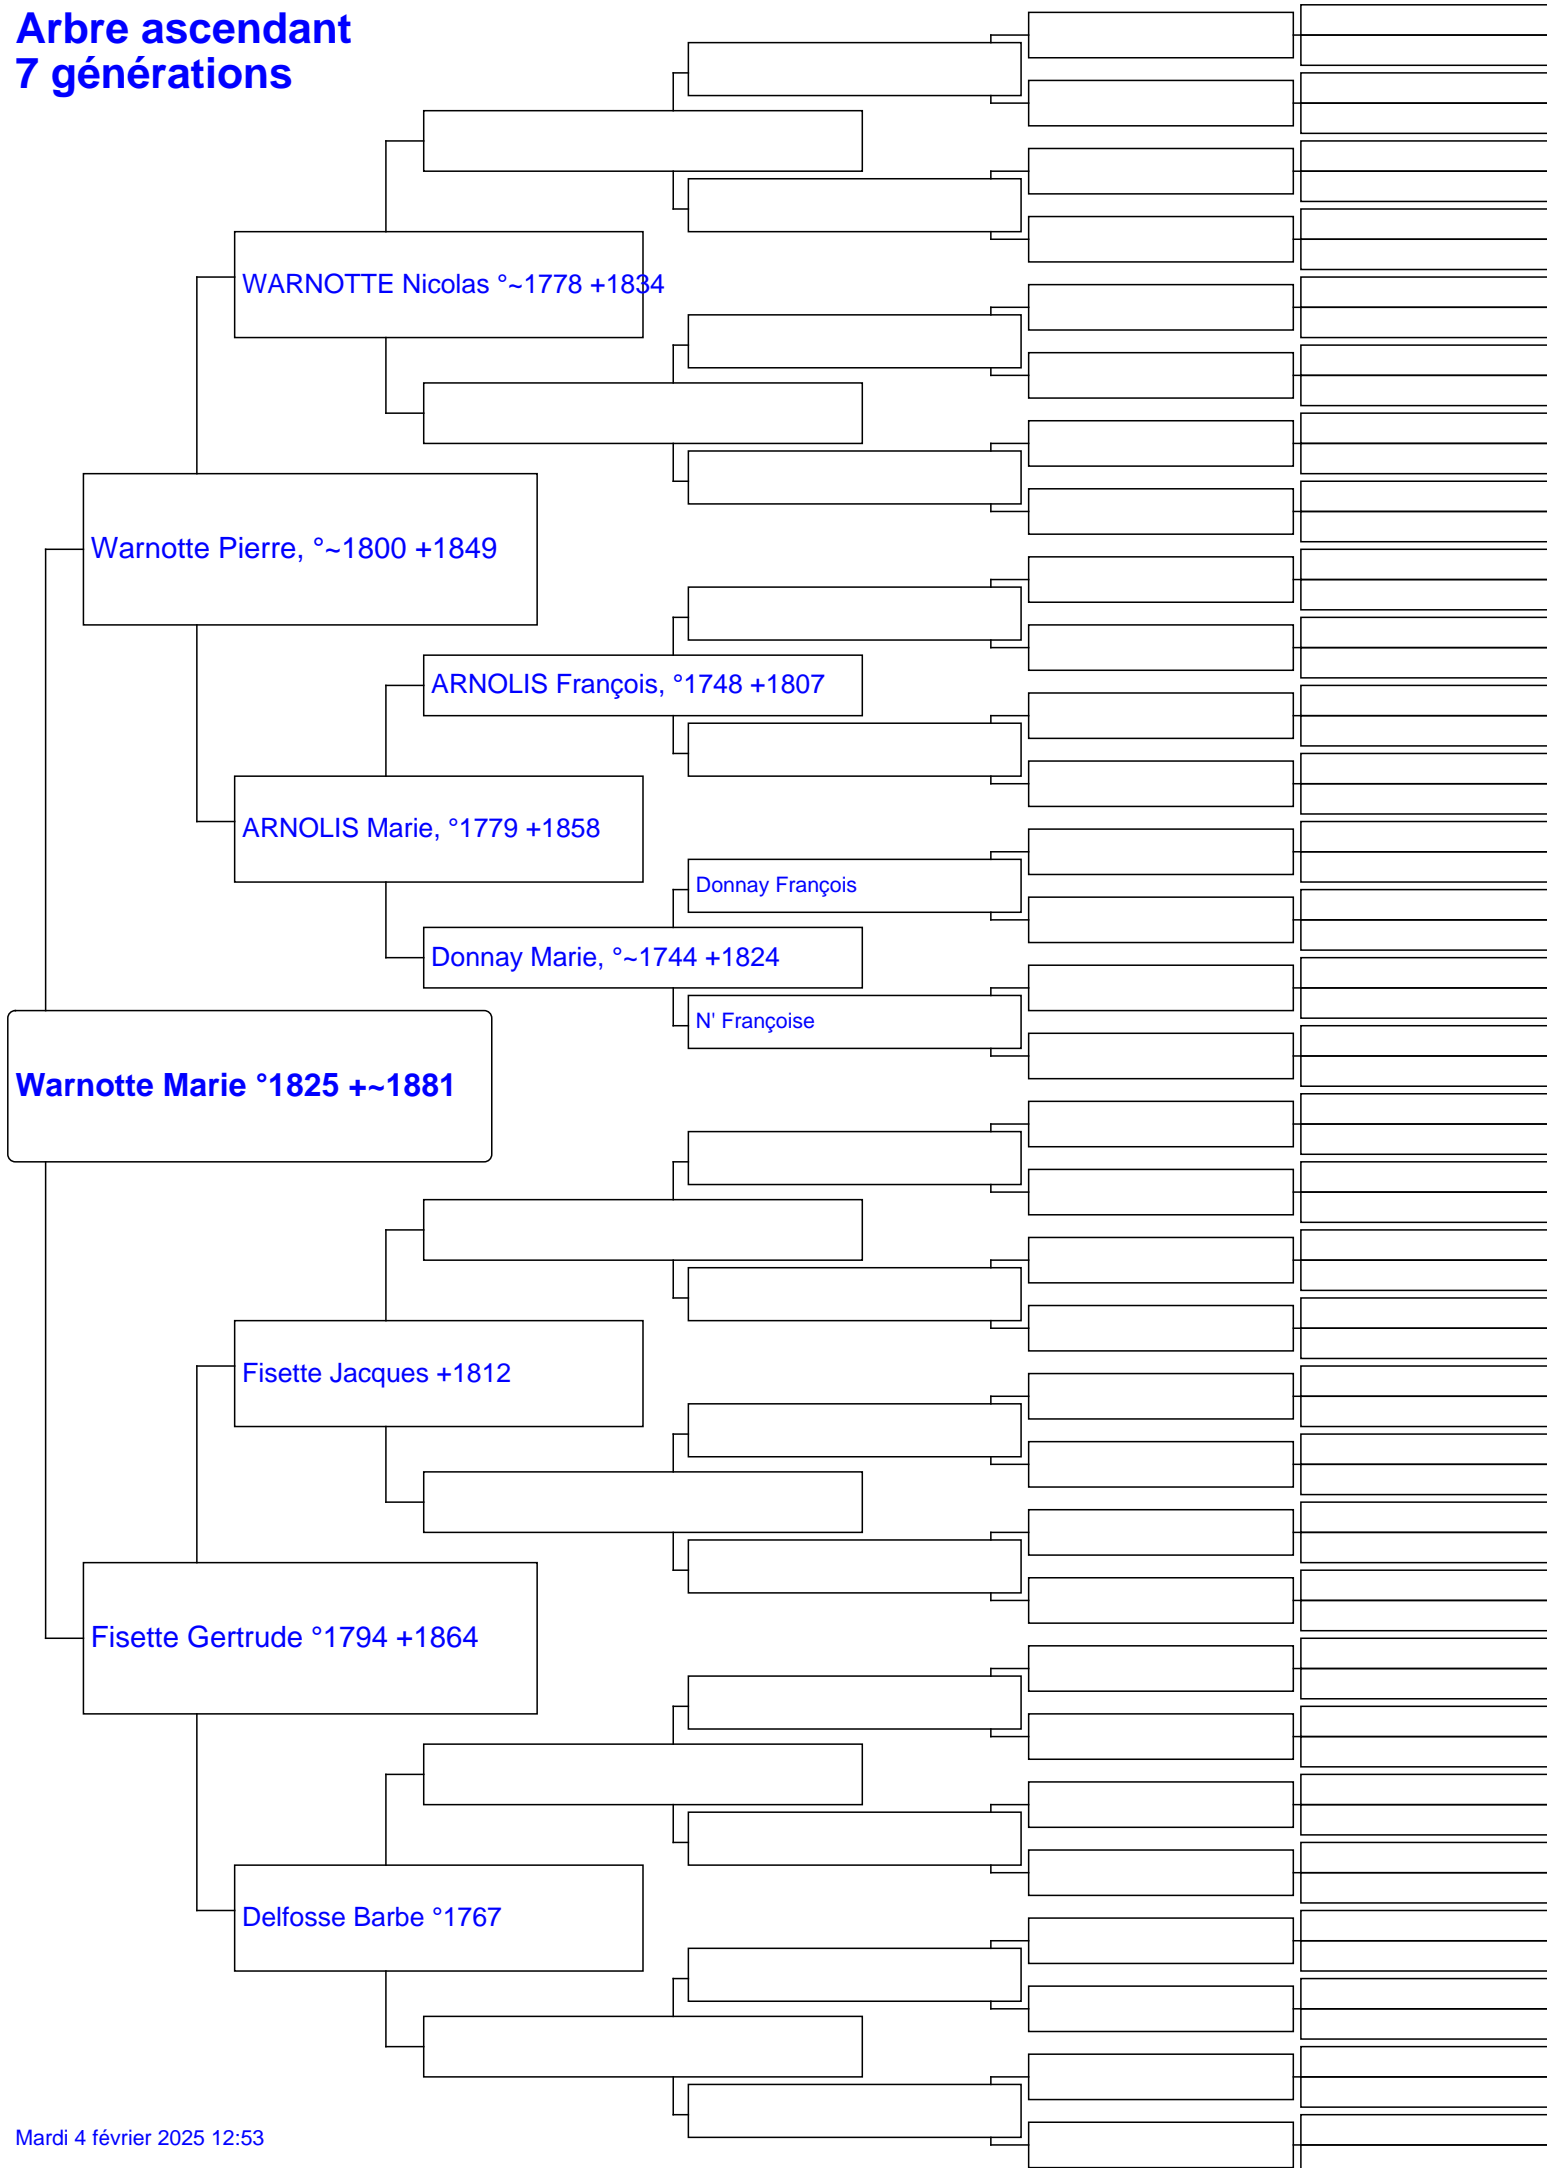 Arbre ascendant
7 générations
WARNOTTE Nicolas °~1778 +1834
Warnotte Pierre, °~1800 +1849
ARNOLIS François, °1748 +1807
ARNOLIS Marie, °1779 +1858
Donnay François
Donnay Marie, °~1744 +1824
N' Françoise
Warnotte Marie °1825 +~1881
Fisette Jacques +1812
Fisette Gertrude °1794 +1864
Delfosse Barbe °1767
Mardi 4 février 2025 12:53